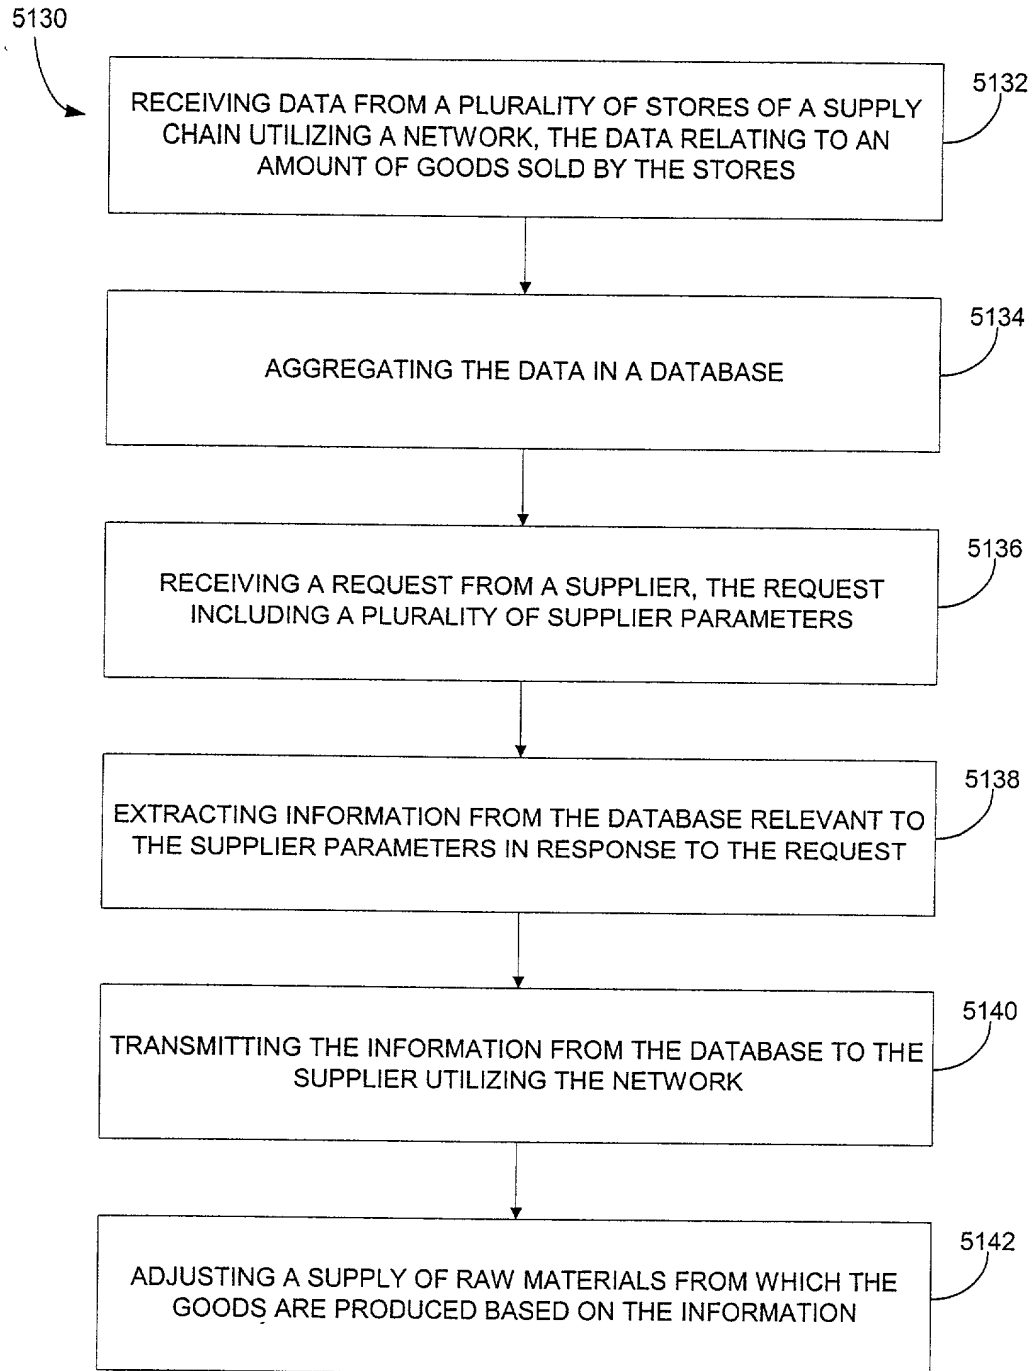 5130
5132
RECEIVING DATA FROM A PLURALITY OF STORES OF A SUPPLY
CHAIN UTILIZING A NETWORK, THE DATA RELATING TO AN
AMOUNT OF GOODS SOLD BY THE STORES
5134
AGGREGATING THE DATA IN A DATABASE
5136
RECEIVING A REQUEST FROM A SUPPLIER, THE REQUEST
INCLUDING A PLURALITY OF SUPPLIER PARAMETERS
5138
EXTRACTING INFORMATION FROM THE DATABASE RELEVANT TO
THE SUPPLIER PARAMETERS IN RESPONSE TO THE REQUEST
5140
TRANSMITTING THE INFORMATION FROM THE DATABASE TO THE
SUPPLIER UTILIZING THE NETWORK
5142
ADJUSTING A SUPPLY OF RAW MATERIALS FROM WHICH THE
GOODS ARE PRODUCED BASED ON THE INFORMATION